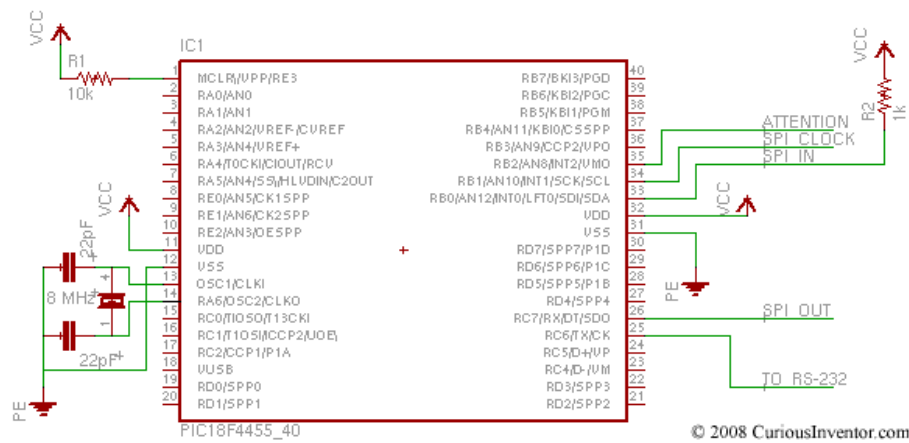 VCC
R1
10k
IC1
1 MCLR\/VPP/RE3
2 RA0/AN0
3 RA1/AN1
4 RA2/AN2/VREF-/CVREF
5 RA3/AN4/VREF+
6 RA4/T0CKI/CIOUT/RCV
7 RA5/AN4/SS\/HLVDIN/C2OUT
8 RE0/AN5/CK1SPP
9 RE1/AN6/CK2SPP
10 RE2/AN3/OESPP
11 VDD
12 VSS
13 OSC1/CLKI
14 RA6/OSC2/CLKO
15 RC0/TIOSO/T13CKI
16 RC1/T1OSI/CCP2/UOE\
17 RC2/CCP1/P1A
18 VUSB
19 RD0/SPP0
20 RD1/SPP1
RB7/BKI3/PGD 40
RB6/KBI2/PGC 39
RB5/KBI1/PGM 38
RB4/AN11/KBI0/CSSPP 37
RB3/AN9/CCP2/VPO 36
RB2/AN8/INT2/VMO 35
RB1/AN10/INT1/SCK/SCL 34
RB0/AN12/INT0/LFT0/SDI/SDA 33
VDD 32
VSS 31
RD7/SPP7/P1D 30
RD6/SPP6/P1C 29
RD5/SPP5/P1B 28
RD4/SPP4 27
RC7/RX/DT/SDO 26
RC6/TX/CK 25
RC5/D+/VP 24
RC4/D-/VM 23
RD3/SPP3 22
RD2/SPP2 21
PIC18F4455_40
VCC
22pF
+
4
8 MHz
1
22pF
+
PE
VCC
R2
1k
ATTENTION
SPI CLOCK
SPI IN
VCC
PE
SPI OUT
TO RS-232
© 2008 CuriousInventor.com